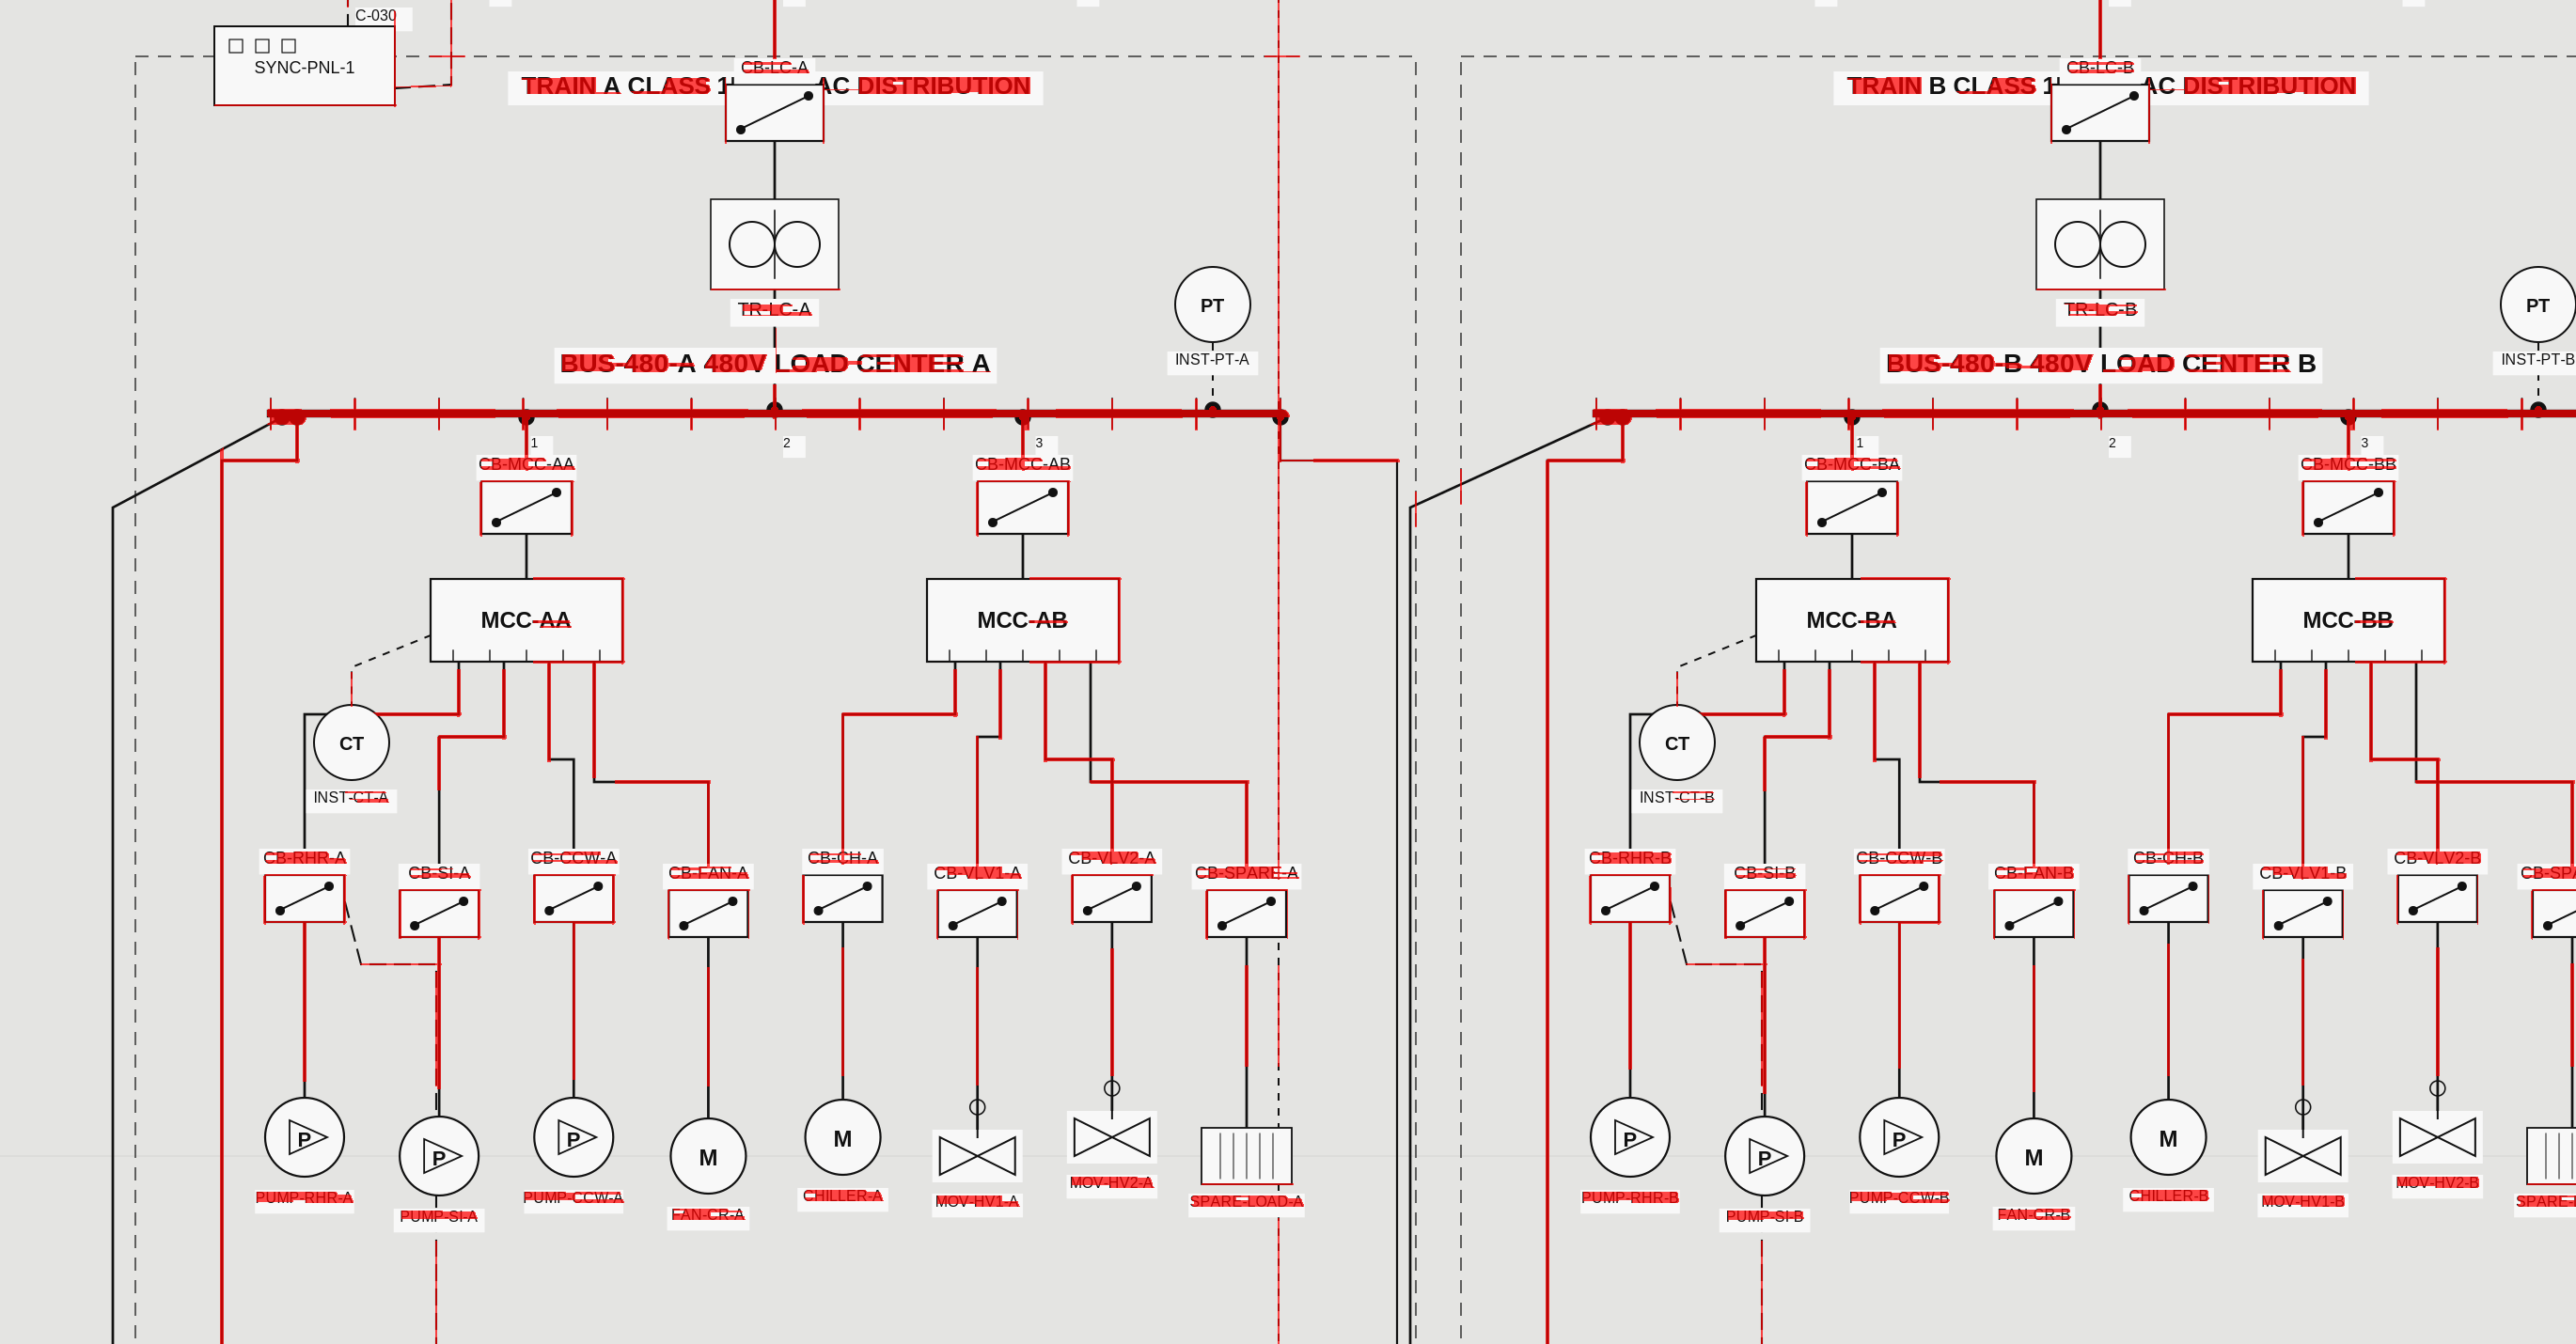 C-030
SYNC-PNL-1
CB-LC-A
TRAIN A CLASS AC DISTRIBUTION
CB-LC-B
TRAIN B CLASS AC DISTRIBUTION
TR-LC-A
TR-LC-B
PT
INST-PT-A
PT
INST-PT-B
BUS-480-A 480V LOAD CENTER A
BUS-480-B 480V LOAD CENTER B
1
2
3
1
2
3
CB-MCC-AA
CB-MCC-AB
CB-MCC-BA
CB-MCC-BB
MCC-AA
MCC-AB
MCC-BA
MCC-BB
CT
CT
INST-CT-A
INST-CT-B
CB-RHR-A
CB-SI-A
CB-CCW-A
CB-FAN-A
CB-CH-A
CB-VLV1-A
CB-VLV2-A
CB-SPARE-A
CB-RHR-B
CB-SI-B
CB-CCW-B
CB-FAN-B
CB-CH-B
CB-VLV1-B
CB-VLV2-B
P
P
P
M
M
P
P
P
M
M
PUMP-RHR-A
PUMP-SI-A
PUMP-CCW-A
FAN-CR-A
CHILLER-A
MOV-HV1-A
MOV-HV2-A
SPARE-LOAD-A
PUMP-RHR-B
PUMP-SI-B
PUMP-CCW-B
FAN-CR-B
CHILLER-B
MOV-HV1-B
MOV-HV2-B